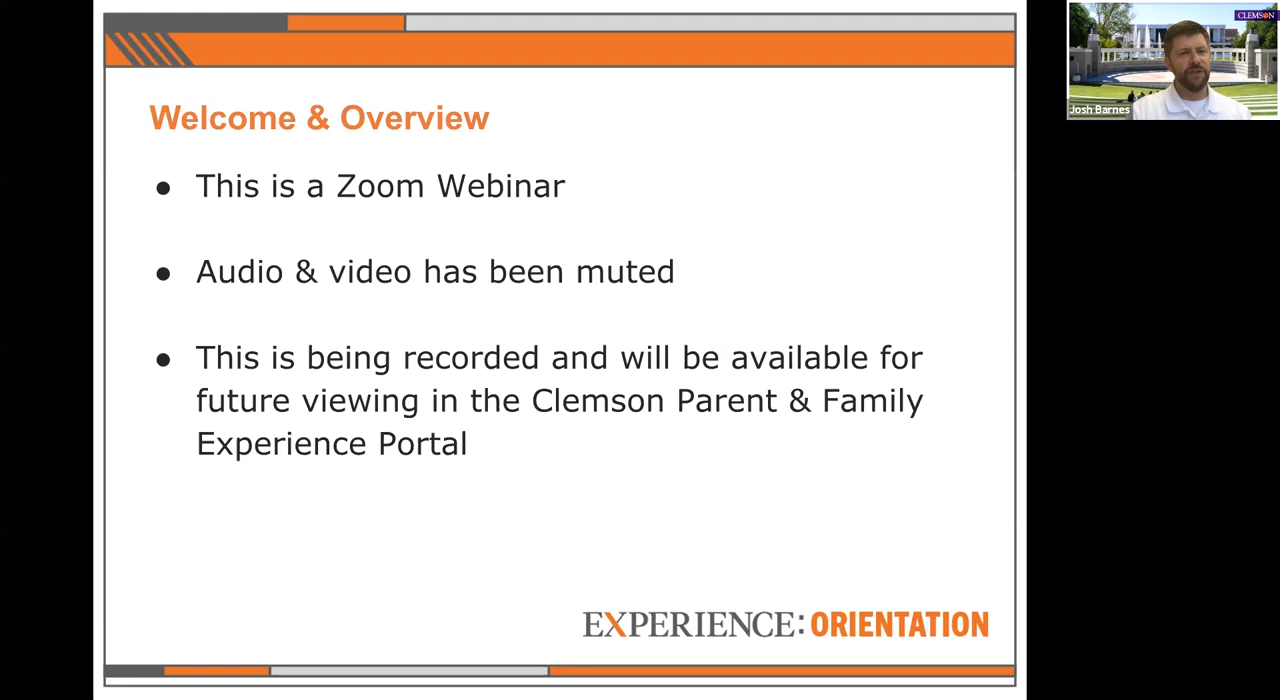 CLEMSON
Josh Barnes
Welcome & Overview
● This is a Zoom Webinar
● Audio & video has been muted
● This is being recorded and will be available for
future viewing in the Clemson Parent & Family
Experience Portal
EXPERIENCE: ORIENTATION